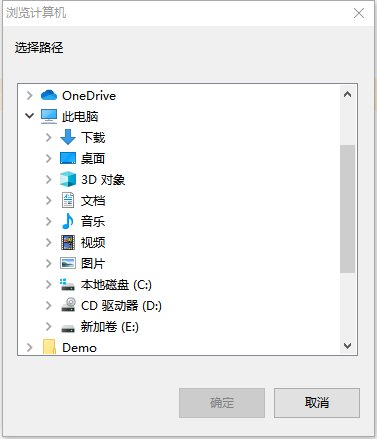 浏览计算机
选择路径
OneDrive
此电脑
下载
桌面
3D 对象
文档
音乐
视频
图片
本地磁盘 (C:)
CD 驱动器 (D:)
新加卷 (E:)
Demo
确定
取消